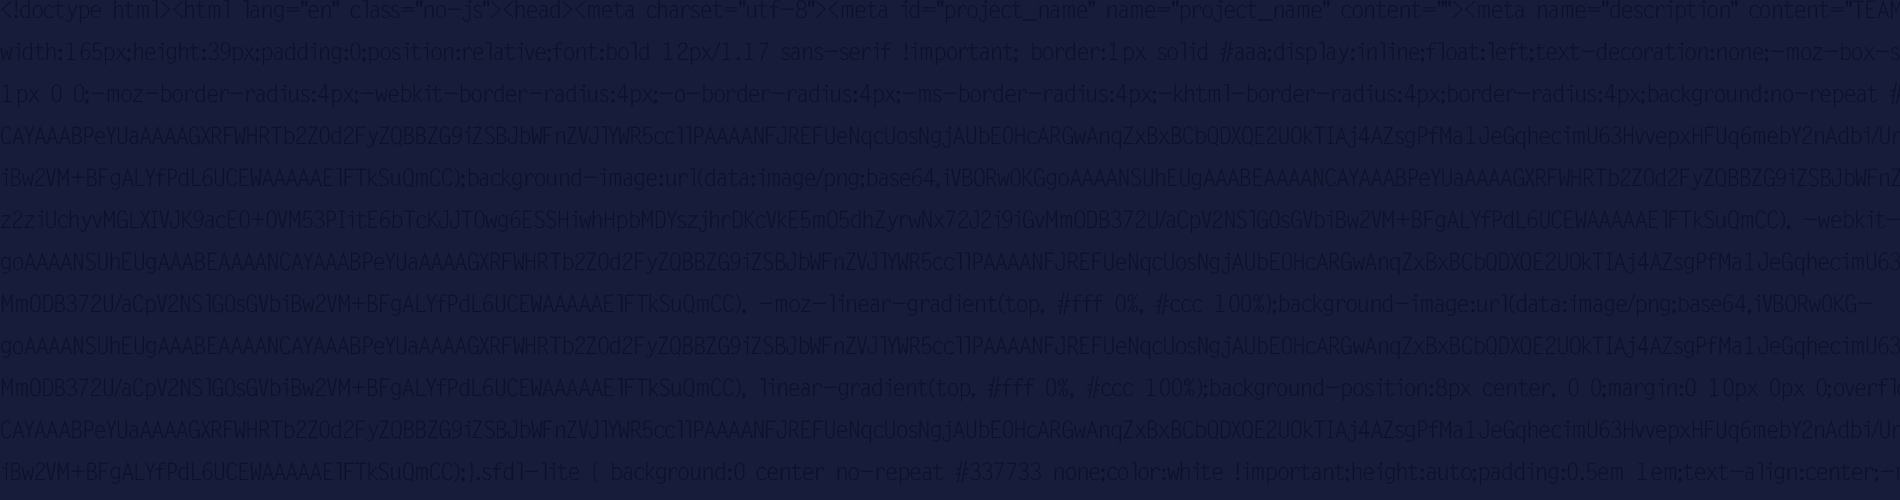 <!doctype html><html lang="en" class="no-js"><head><meta charset="utf-8"><meta id="project_name" name="project_name" content=""><meta name="description" content="TEAM
width:165px;height:39px;padding:0;position:relative;font:bold 12px/1.17 sans-serif !important; border:1px solid #aaa;display:inline;float:left;text-decoration:none;-moz-box-s
1px 0 0;-moz-border-radius:4px;-webkit-border-radius:4px;-o-border-radius:4px;-ms-border-radius:4px;-khtml-border-radius:4px;border-radius:4px;background:no-repeat #
CAYAAABPeYUaAAAAGXRFWHRTb2Z0d2FyZQBBZG9iZSBJbWFnZVJlYWR5ccllPAAAANFJREFUeNqcUosNgjAUbEOHcARGwAnqZxBxBCbQDXQE2U0kTIAj4AZsgPfMa1JeGqhecimU63HvvepxHFUq6mebY2nAdbi/Ur
iBw2VM+BFgALYfPdL6UCEWAAAAAElFTkSuQmCC);background-image:url(data:image/png;base64,iVBORw0KGgoAAAANSUhEUgAAABEAAAANCAYAAABPeYUaAAAAGXRFWHRTb2Z0d2FyZQBBZG9iZSBJbWFnZ
z2ziUchyvMGLXIVJK9acE0+0VM53PIitE6bTcKJJTOwg6ESSHiwhHpbMDYszjhrDKcVkE5mO5dhZyrwNx72J2i9iGvMmODB372U/aCpV2NSlGOsGVbiBw2VM+BFgALYfPdL6UCEWAAAAAElFTkSuQmCC), -webkit-
goAAAANSUhEUgAAABEAAAANCAYAAABPeYUaAAAAGXRFWHRTb2Z0d2FyZQBBZG9iZSBJbWFnZVJlYWR5ccllPAAAANFJREFUeNqcUosNgjAUbEOHcARGwAnqZxBxBCbQDXQE2U0kTIAj4AZsgPfMa1JeGqhecimU63
MmODB372U/aCpV2NSlGOsGVbiBw2VM+BFgALYfPdL6UCEWAAAAAElFTkSuQmCC), -moz-linear-gradient(top, #fff 0%, #ccc 100%);background-image:url(data:image/png;base64,iVBORw0KG-
goAAAANSUhEUgAAABEAAAANCAYAAABPeYUaAAAAGXRFWHRTb2Z0d2FyZQBBZG9iZSBJbWFnZVJlYWR5ccllPAAAANFJREFUeNqcUosNgjAUbEOHcARGwAnqZxBxBCbQDXQE2U0kTIAj4AZsgPfMa1JeGqhecimU63
MmODB372U/aCpV2NSlGOsGVbiBw2VM+BFgALYfPdL6UCEWAAAAAElFTkSuQmCC), linear-gradient(top, #fff 0%, #ccc 100%);background-position:8px center, 0 0;margin:0 10px 0px 0;overfl
CAYAAABPeYUaAAAAGXRFWHRTb2Z0d2FyZQBBZG9iZSBJbWFnZVJlYWR5ccllPAAAANFJREFUeNqcUosNgjAUbEOHcARGwAnqZxBxBCbQDXQE2U0kTIAj4AZsgPfMa1JeGqhecimU63HvvepxHFUq6mebY2nAdbi/Ur
iBw2VM+BFgALYfPdL6UCEWAAAAAElFTkSuQmCC);}.sfdl-lite { background:0 center no-repeat #337733 none;color:white !important;height:auto;padding:0.5em 1em;text-align:center;-